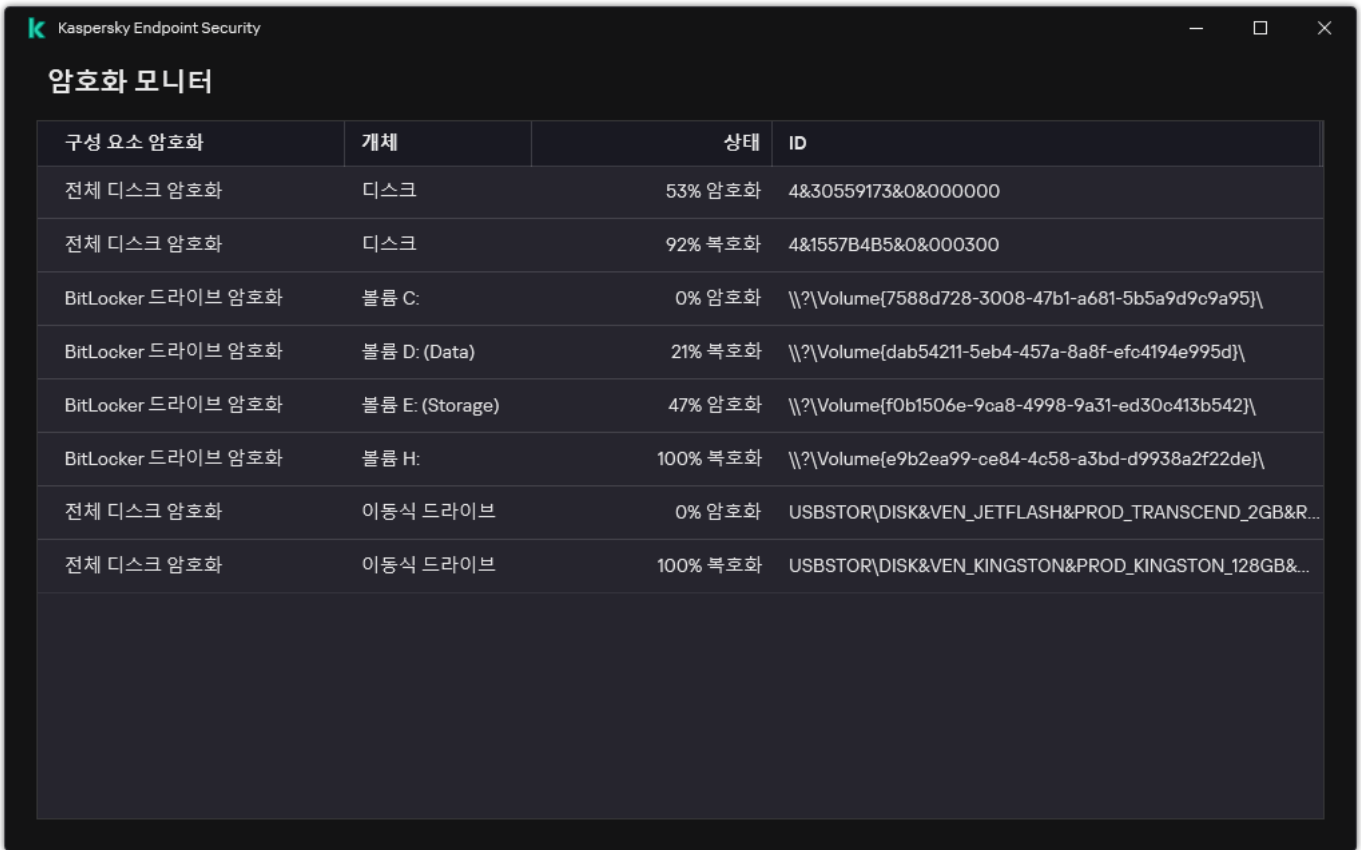 Kaspersky Endpoint Security
암호화 모니터
구성 요소 암호화 개체 상태 ID
전체 디스크 암호화 디스크 53% 암호화 4&30559173&0&000000
전체 디스크 암호화 디스크 92% 복호화 4&1557B4B5&0&000300
BitLocker 드라이브 암호화 볼륨 C: 0% 암호화 \\?\Volume{7588d728-3008-47b1-a681-5b5a9d9c9a95}\
BitLocker 드라이브 암호화 볼륨 D: (Data) 21% 복호화 \\?\Volume{dab54211-5eb4-457a-8a8f-efc4194e995d}\
BitLocker 드라이브 암호화 볼륨 E: (Storage) 47% 암호화 \\?\Volume{f0b1506e-9ca8-4998-9a31-ed30c413b542}\
BitLocker 드라이브 암호화 볼륨 H: 100% 복호화 \\?\Volume{e9b2ea99-ce84-4c58-a3bd-d9938a2f22de}\
전체 디스크 암호화 이동식 드라이브 0% 암호화 USBSTOR\DISK&VEN_JETFLASH&PROD_TRANSCEND_2GB&R...
전체 디스크 암호화 이동식 드라이브 100% 복호화 USBSTOR\DISK&VEN_KINGSTON&PROD_KINGSTON_128GB&...